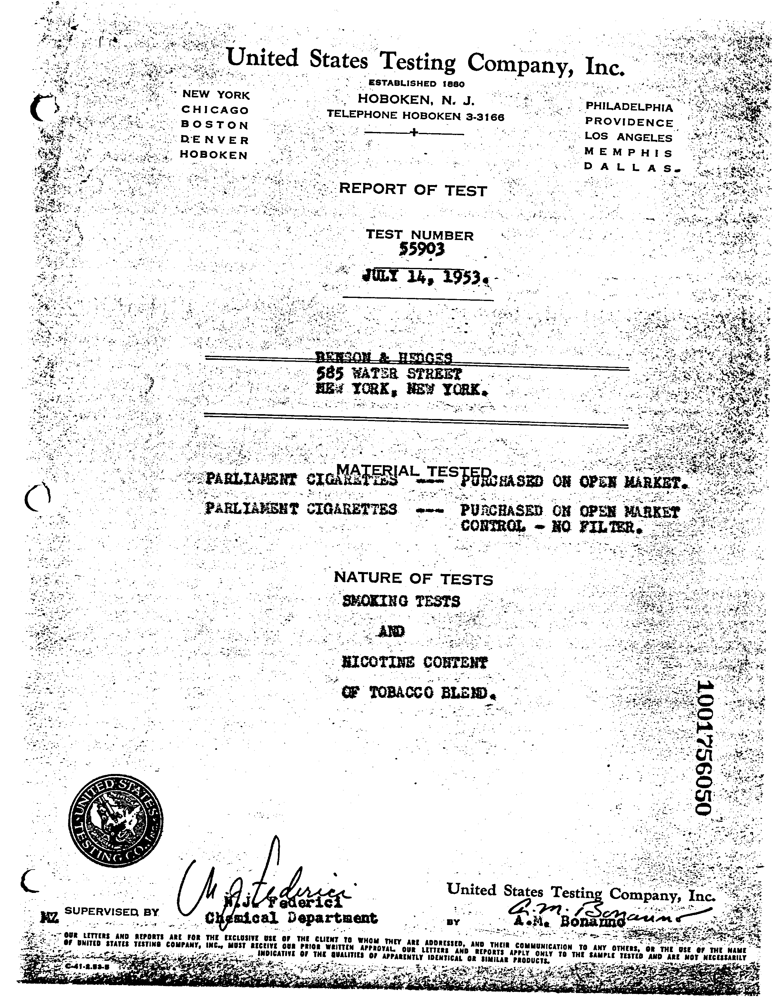 United States Testing Company, Inc.
ESTABLISHED 1880
HOBOKEN, N. J.
TELEPHONE HOBOKEN 3-3166
NEW YORK
CHICAGO
BOSTON
DENVER
HOBOKEN
PHILADELPHIA
PROVIDENCE
LOS ANGELES
MEMPHIS
DALLAS
REPORT OF TEST
TEST NUMBER
55903
JULY 14, 1953.
BENSON & HEDGES
585 WATER STREET
NEW YORK, NEW YORK.
MATERIAL TESTED
PARLIAMENT CIGARETTES --- PURCHASED ON OPEN MARKET.
PARLIAMENT CIGARETTES --- PURCHASED ON OPEN MARKET
CONTROL - NO FILTER.
NATURE OF TESTS
SMOKING TESTS
AND
NICOTINE CONTENT
OF TOBACCO BLEND.
1001756050
UNITED STATES
TESTING CO., Inc.
M J Federici
M.J. Federici
MZ SUPERVISED BY
Chemical Department
United States Testing Company, Inc.
A. M. Bonanno
BY A.M. Bonanno
OUR LETTERS AND REPORTS ARE FOR THE EXCLUSIVE USE OF THE CLIENT TO WHOM THEY ARE ADDRESSED, AND THEIR COMMUNICATION TO ANY OTHERS, OR THE USE OF THE NAME
OF UNITED STATES TESTING COMPANY, INC., MUST RECEIVE OUR PRIOR WRITTEN APPROVAL. OUR LETTERS AND REPORTS APPLY ONLY TO THE SAMPLE TESTED AND ARE NOT NECESSARILY
INDICATIVE OF THE QUALITIES OF APPARENTLY IDENTICAL OR SIMILAR PRODUCTS.